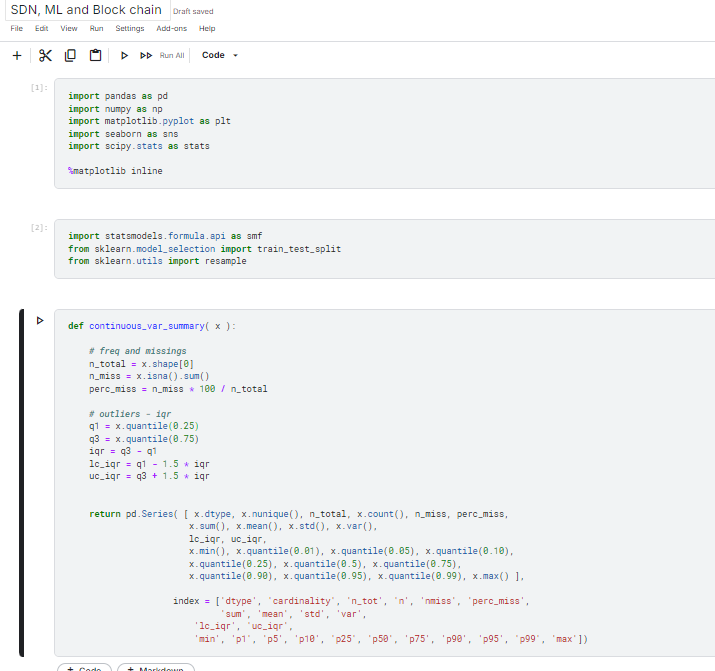 SDN, ML and Block chain Draft saved
File Edit View Run Settings Add-ons Help
+ Run All Code
[1]:
import pandas as pd
import numpy as np
import matplotlib.pyplot as plt
import seaborn as sns
import scipy.stats as stats
%matplotlib inline
[2]:
import statsmodels.formula.api as smf
from sklearn.model_selection import train_test_split
from sklearn.utils import resample
def continuous_var_summary( x ):
# freq and missings
n_total = x.shape[0]
n_miss = x.isna().sum()
perc_miss = n_miss * 100 / n_total
# outliers - iqr
q1 = x.quantile(0.25)
q3 = x.quantile(0.75)
iqr = q3 - q1
lc_iqr = q1 - 1.5 * iqr
uc_iqr = q3 + 1.5 * iqr
return pd.Series( [ x.dtype, x.nunique(), n_total, x.count(), n_miss, perc_miss,
x.sum(), x.mean(), x.std(), x.var(),
lc_iqr, uc_iqr,
x.min(), x.quantile(0.01), x.quantile(0.05), x.quantile(0.10),
x.quantile(0.25), x.quantile(0.5), x.quantile(0.75),
x.quantile(0.90), x.quantile(0.95), x.quantile(0.99), x.max() ],
index = ['dtype', 'cardinality', 'n_tot', 'n', 'nmiss', 'perc_miss',
'sum', 'mean', 'std', 'var',
'lc_iqr', 'uc_iqr',
'min', 'p1', 'p5', 'p10', 'p25', 'p50', 'p75', 'p90', 'p95', 'p99', 'max'])
+ Code + Markdown